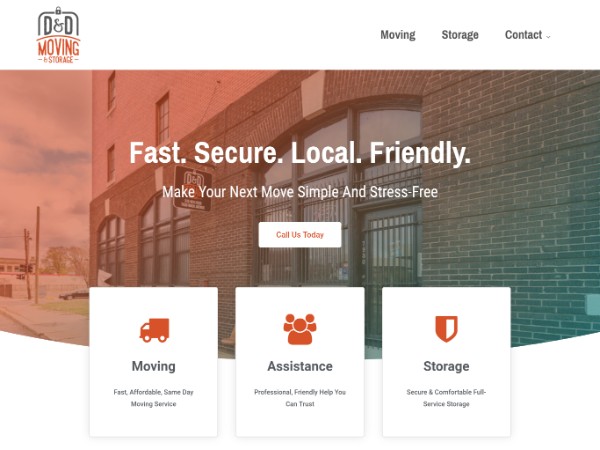 D&D
MOVING
& STORAGE
Moving
Storage
Contact
Fast. Secure. Local. Friendly.
D&D
Make Your Next Move Simple And Stress-Free
Call Us Today
Moving
Assistance
Storage
Fast, Affordable, Same Day
Moving Service
Professional, Friendly Help You
Can Trust
Secure & Comfortable Full-
Service Storage